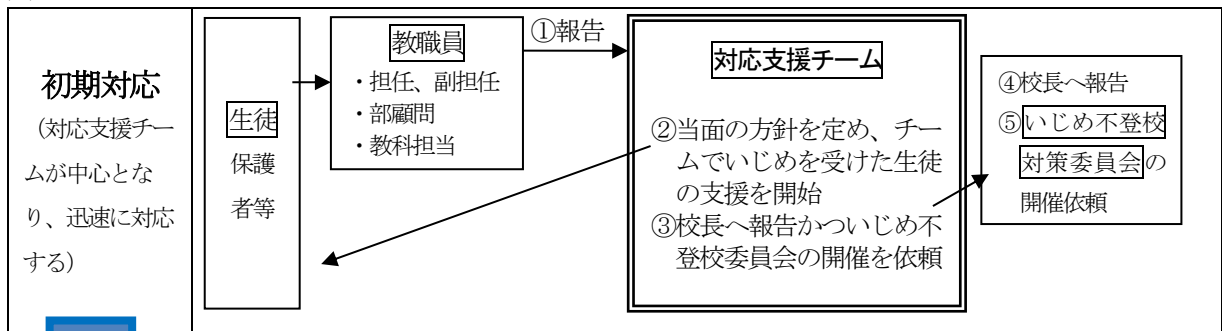 初期対応
（対応支援チー
ムが中心とな
り、迅速に対応
する）
生徒
保護
者等
教職員
・担任、副担任
・部顧問
・教科担当
①報告
対応支援チーム
②当面の方針を定め、チー
ムでいじめを受けた生徒
の支援を開始
③校長へ報告かついじめ不
登校委員会の開催を依頼
④校長へ報告
⑤いじめ不登校
対策委員会の
開催依頼